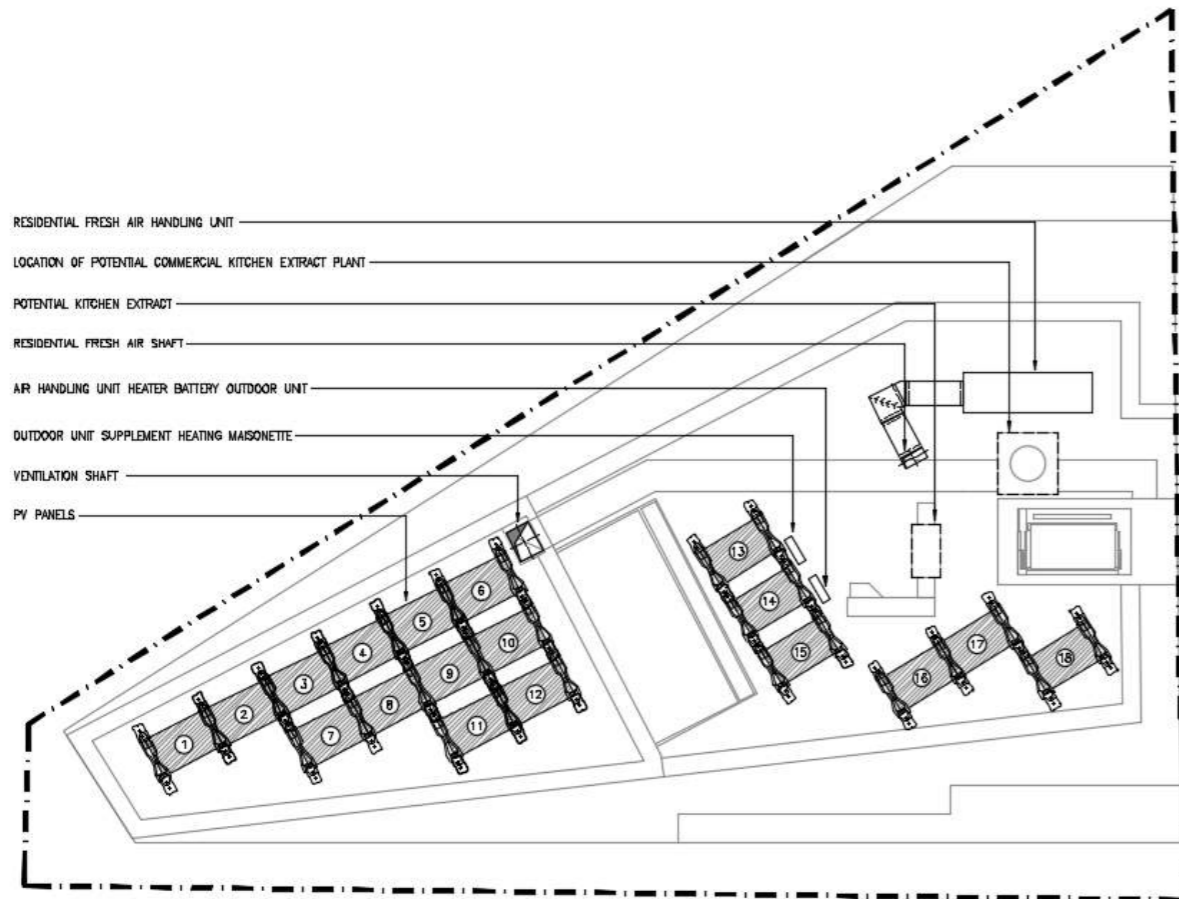 RESIDENTIAL FRESH AIR HANDLING UNIT
LOCATION OF POTENTIAL COMMERCIAL KITCHEN EXTRACT PLANT
POTENTIAL KITCHEN EXTRACT
RESIDENTIAL FRESH AIR SHAFT
AIR HANDLING UNIT HEATER BATTERY OUTDOOR UNIT
OUTDOOR UNIT SUPPLEMENT HEATING MAISONETTE
VENTILATION SHAFT
PV PANELS
1
2
3
4
5
6
7
8
9
10
11
12
13
14
15
16
17
18